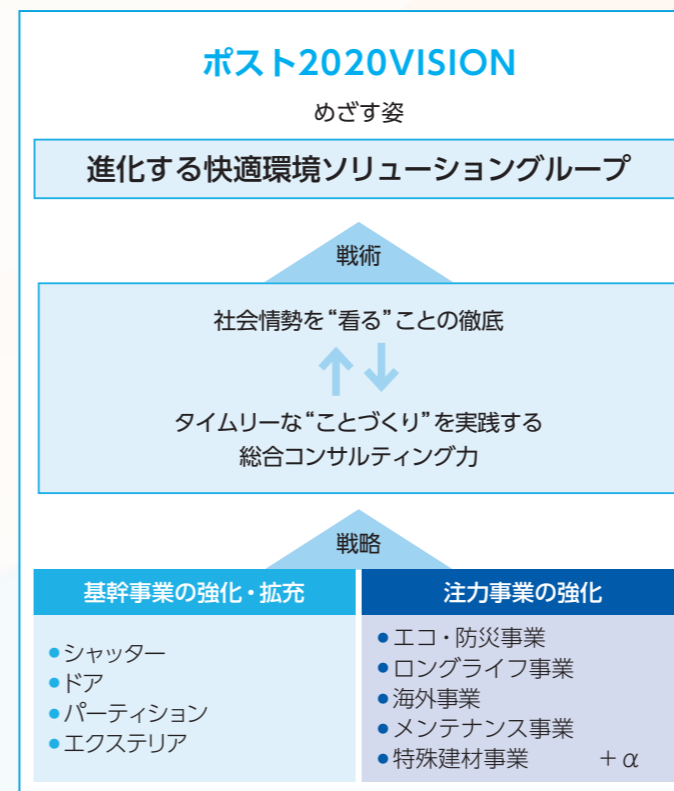 ポスト2020VISION
めざす姿
進化する快適環境ソリューショングループ
戦術
社会情勢を“看る”ことの徹底
タイムリーな“ことづくり”を実践する
総合コンサルティング力
戦略
基幹事業の強化・拡充
●シャッター
●ドア
●パーティション
●エクステリア
注力事業の強化
●エコ・防災事業
●ロングライフ事業
●海外事業
●メンテナンス事業
●特殊建材事業 +α